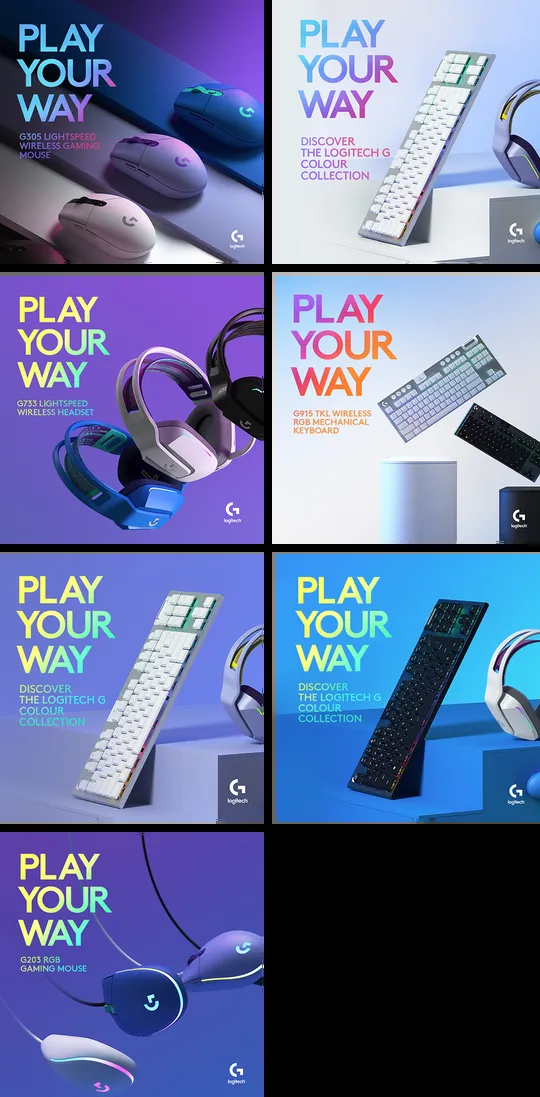 PLAY
YOUR
WAY
G305 LIGHTSPEED
WIRELESS GAMING
MOUSE
logitech
PLAY
YOUR
WAY
DISCOVER
THE LOGITECH G
COLOUR
COLLECTION
logitech
PLAY
YOUR
WAY
G733 LIGHTSPEED
WIRELESS HEADSET
logitech
PLAY
YOUR
WAY
G915 TKL WIRELESS
RGB MECHANICAL
KEYBOARD
logitech
PLAY
YOUR
WAY
DISCOVER
THE LOGITECH G
COLOUR
COLLECTION
logitech
PLAY
YOUR
WAY
DISCOVER
THE LOGITECH G
COLOUR
COLLECTION
logitech
PLAY
YOUR
WAY
G203 RGB
GAMING MOUSE
logitech